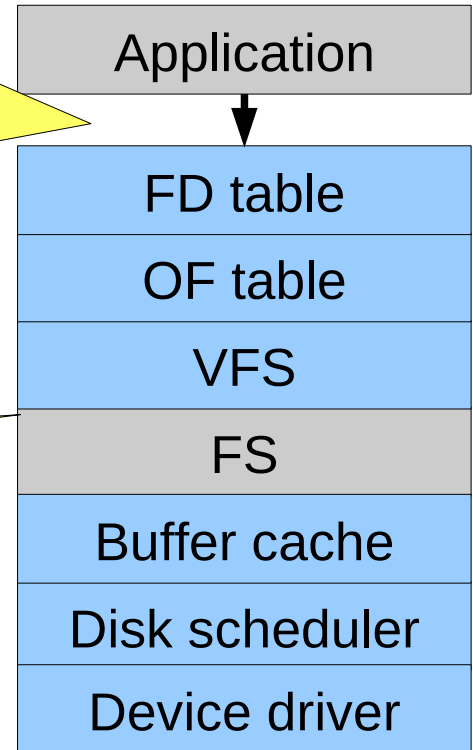 Application
FD table
OF table
VFS
FS
Buffer cache
Disk scheduler
Device driver